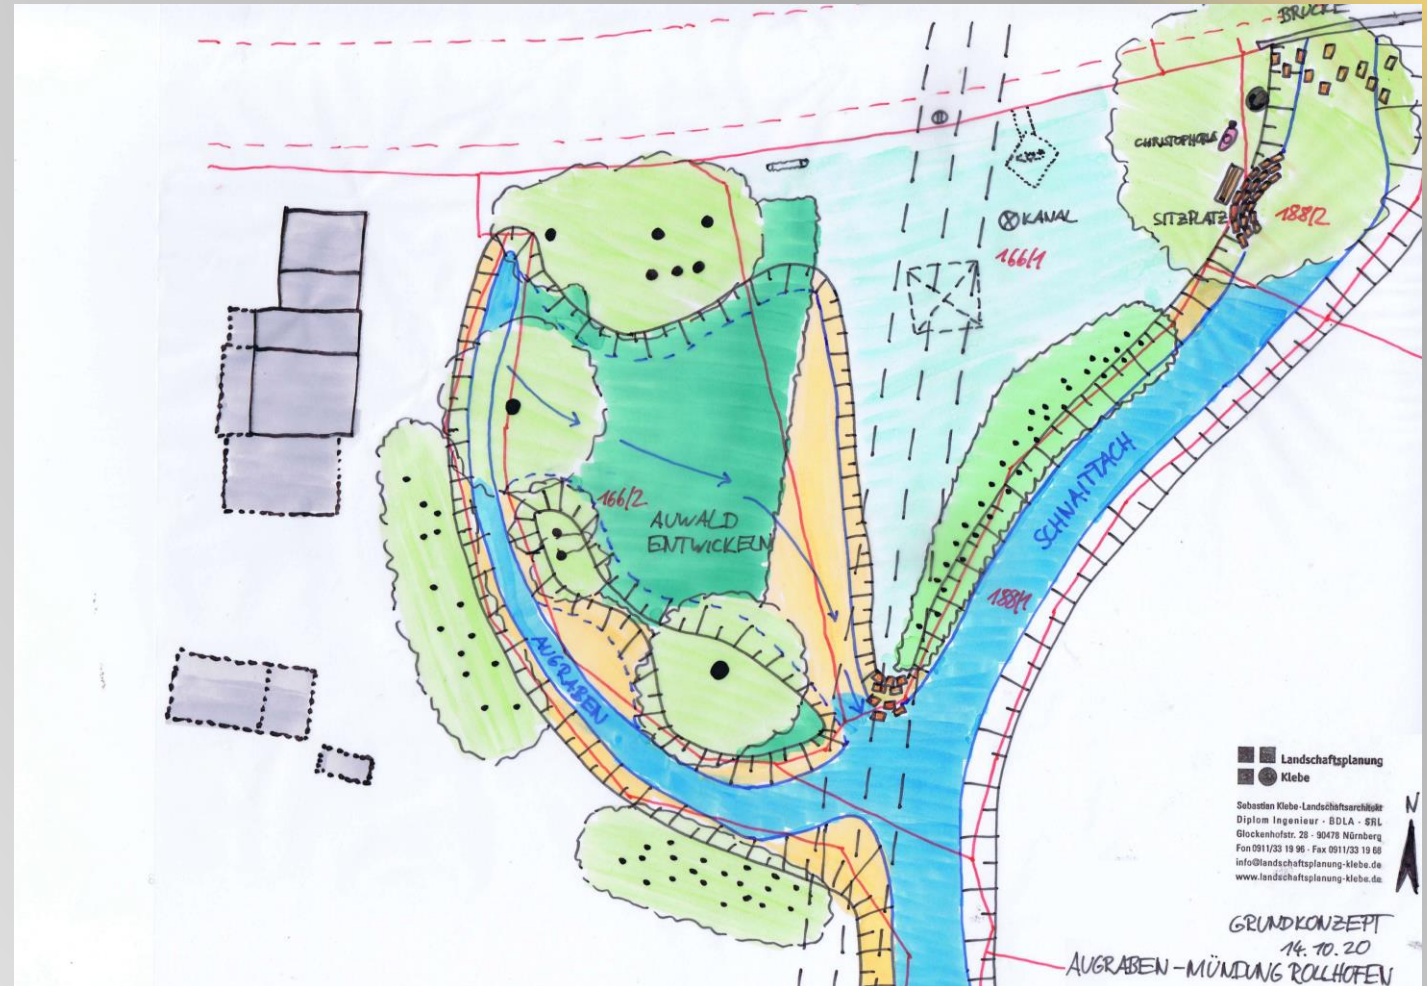 BRÜCKE
CHRISTOPHORUS
SITZPLATZ
188/2
KANAL
166/1
166/2
AUWALD
ENTWICKELN
SCHNAITTACH
188/1
AUGRABEN
Landschaftsplanung
Klebe
Sebastian Klebe · Landschaftsarchitekt
Diplom Ingenieur · BDLA · SRL
Glockenhofstr. 28 · 90478 Nürnberg
Fon 0911/33 19 96 · Fax 0911/33 19 68
info@landschaftsplanung-klebe.de
www.landschaftsplanung-klebe.de
N
GRUNDKONZEPT
14.10.20
AUGRABEN-MÜNDUNG ROLLHOFEN